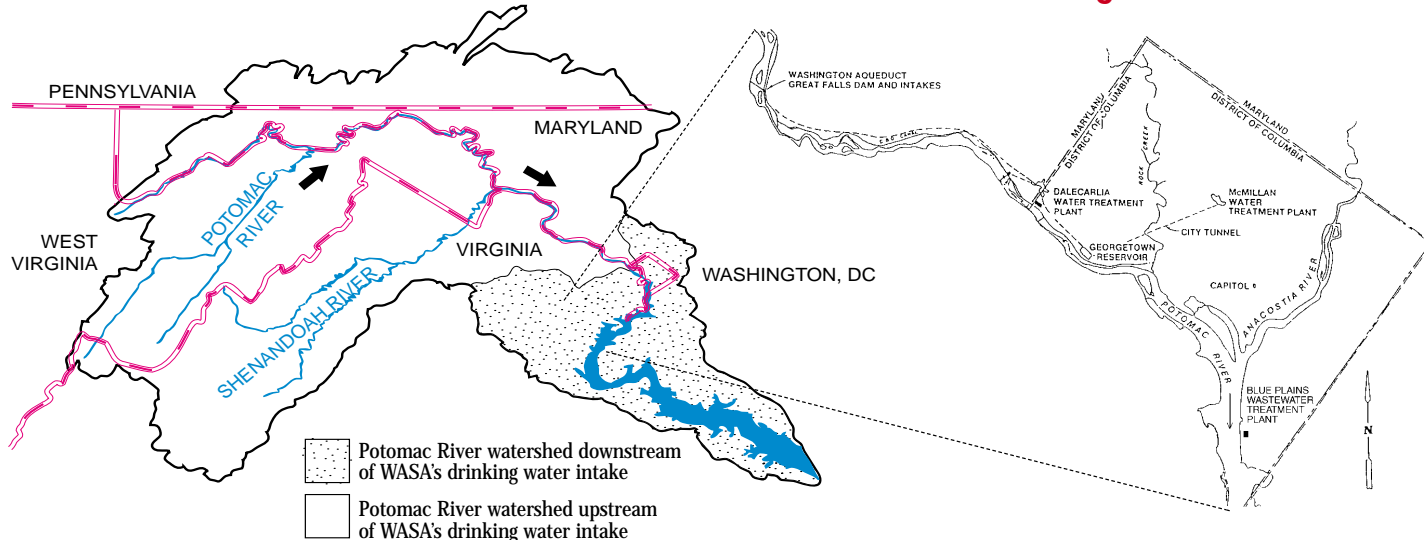 PENNSYLVANIA
MARYLAND
WEST
VIRGINIA
POTOMAC
RIVER
SHENANDOAH RIVER
VIRGINIA
WASHINGTON, DC
Potomac River watershed downstream
of WASA's drinking water intake
Potomac River watershed upstream
of WASA's drinking water intake
WASHINGTON AQUEDUCT
GREAT FALLS DAM AND INTAKES
MARYLAND
DISTRICT OF COLUMBIA
ROCK CREEK
MARYLAND
DISTRICT OF COLUMBIA
DALECARLIA
WATER TREATMENT
PLANT
McMILLAN
WATER
TREATMENT PLANT
CITY TUNNEL
GEORGETOWN
RESERVOIR
CAPITOL
POTOMAC RIVER
ANACOSTIA RIVER
BLUE PLAINS
WASTEWATER
TREATMENT
PLANT
N